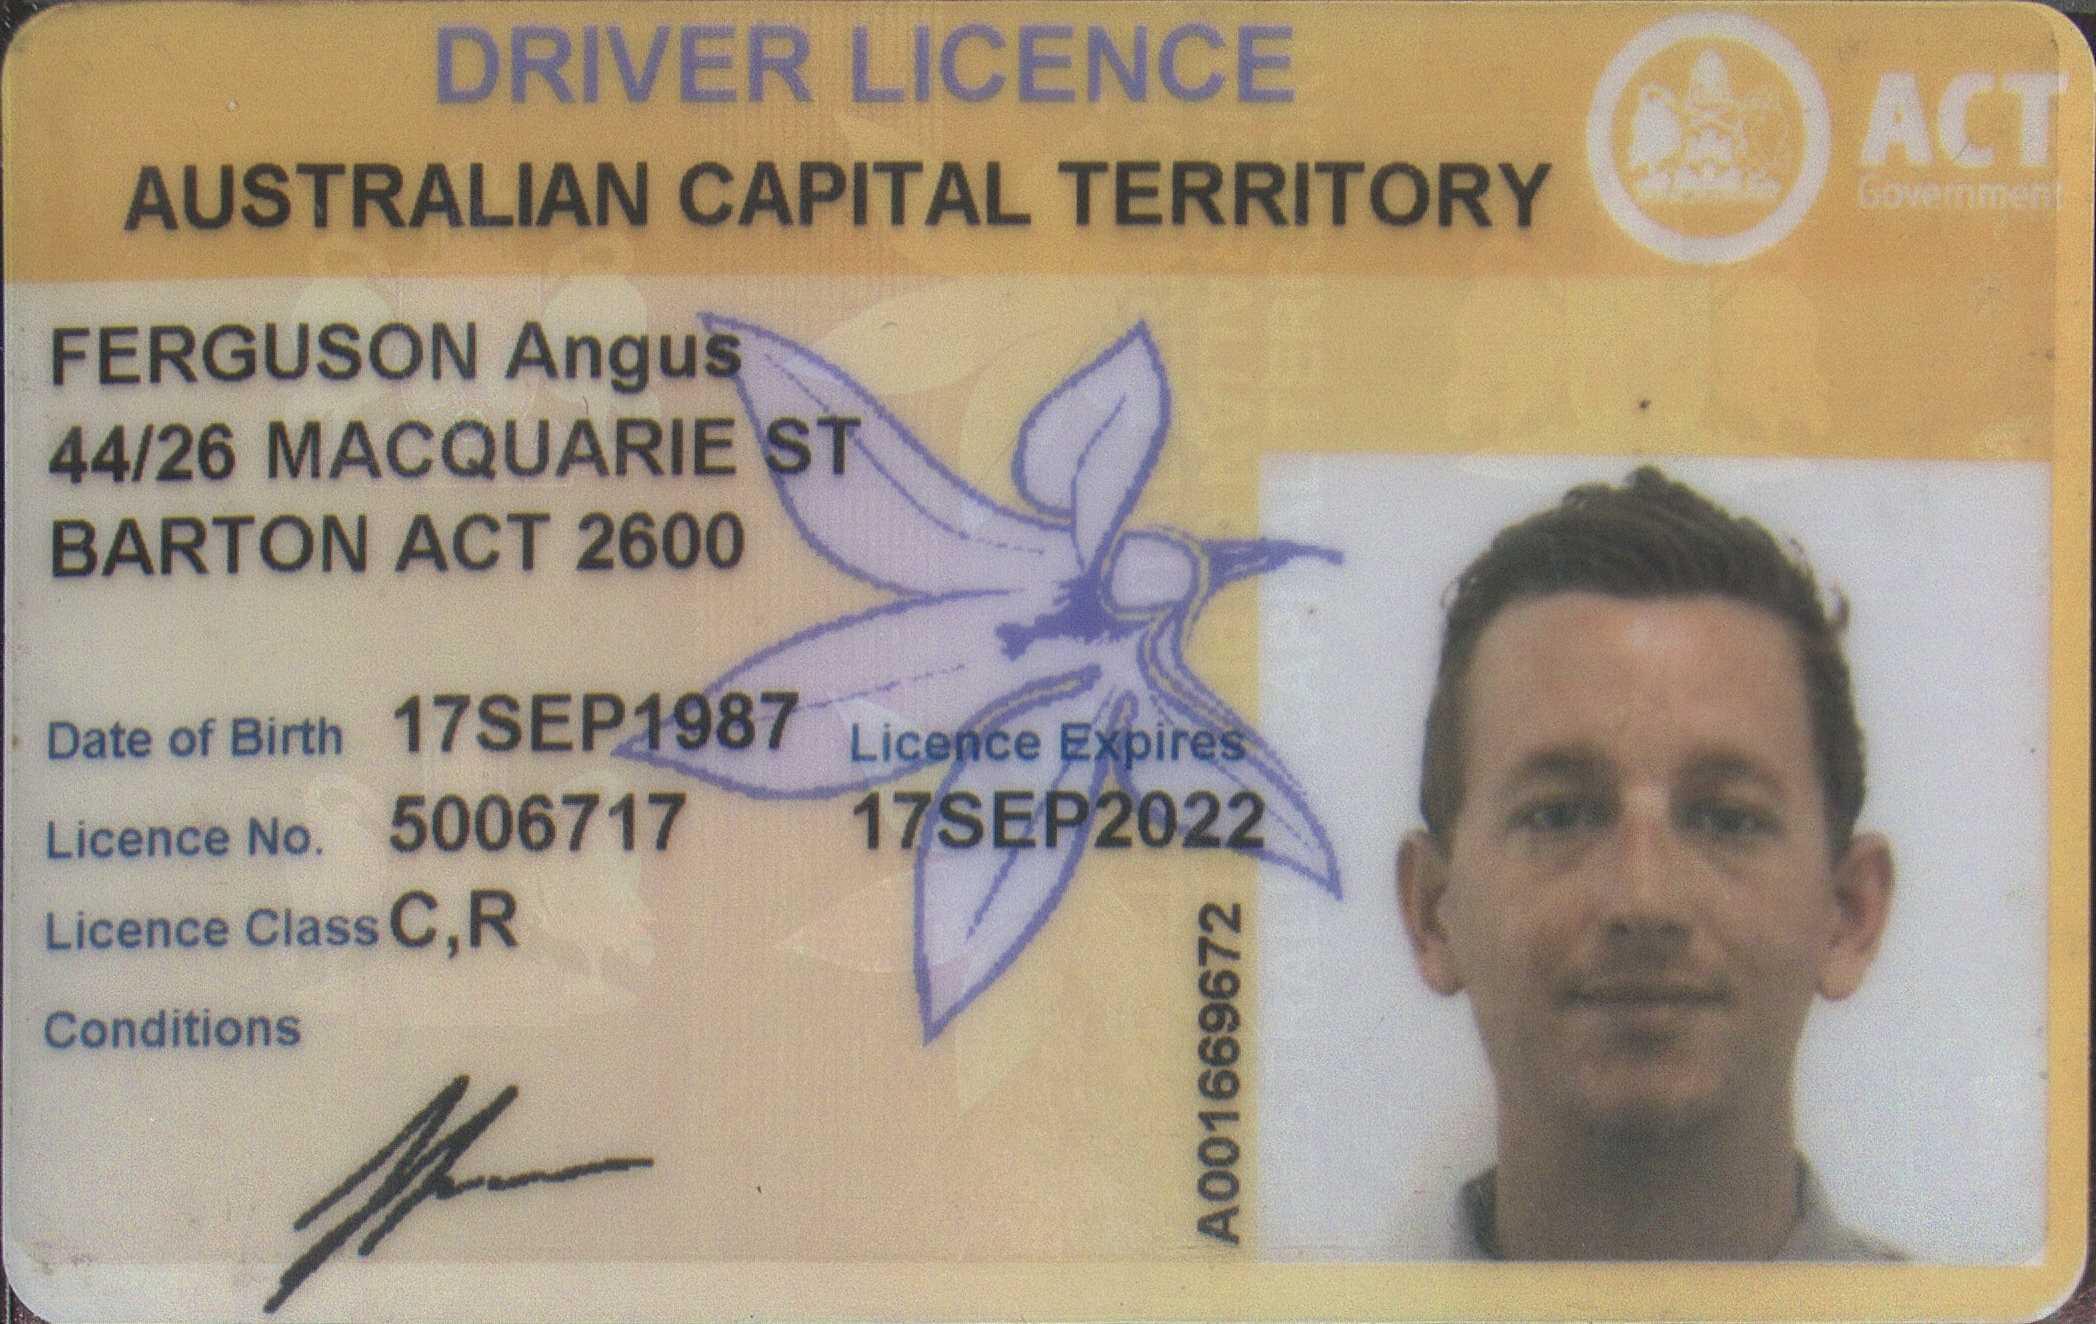 DRIVER LICENCE
AUSTRALIAN CAPITAL TERRITORY
ACT
Government
FERGUSON Angus
44/26 MACQUARIE ST
BARTON ACT 2600
Date of Birth 17SEP1987
Licence Expires
Licence No. 5006717
17SEP2022
Licence Class C,R
Conditions
A001669672